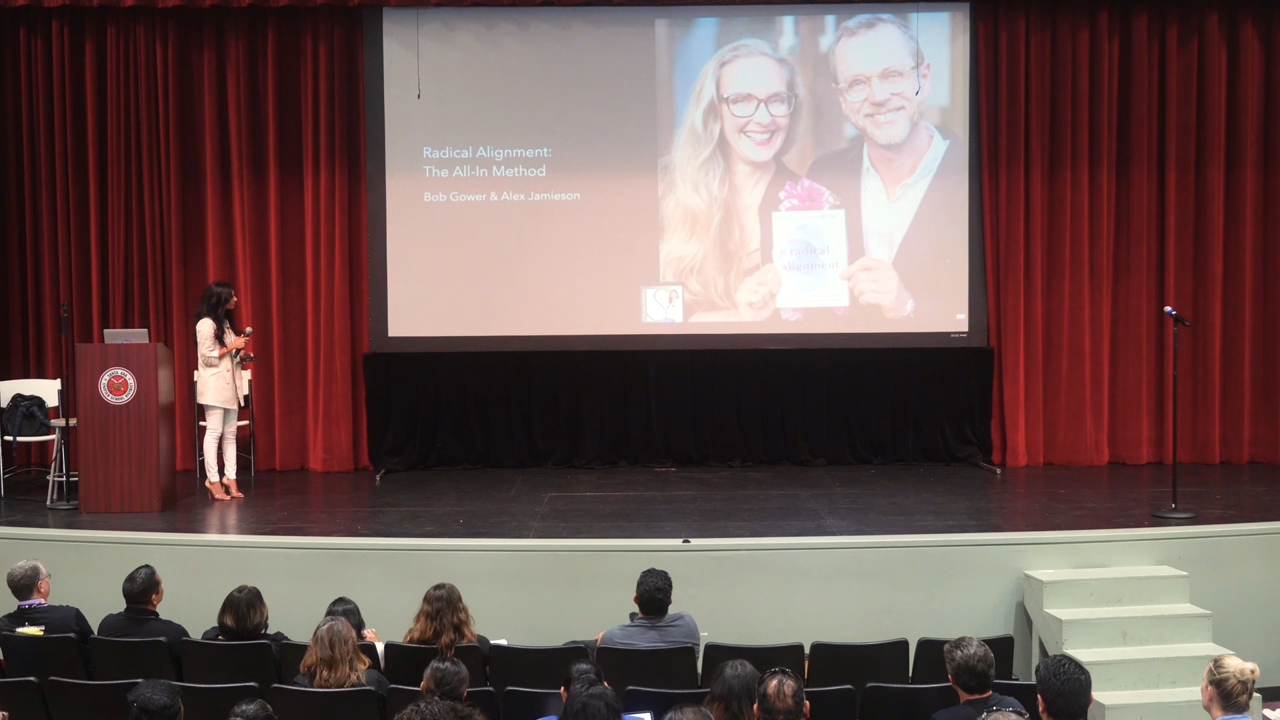 Radical Alignment:
The All-In Method
Bob Gower & Alex Jamieson
radical
alignment